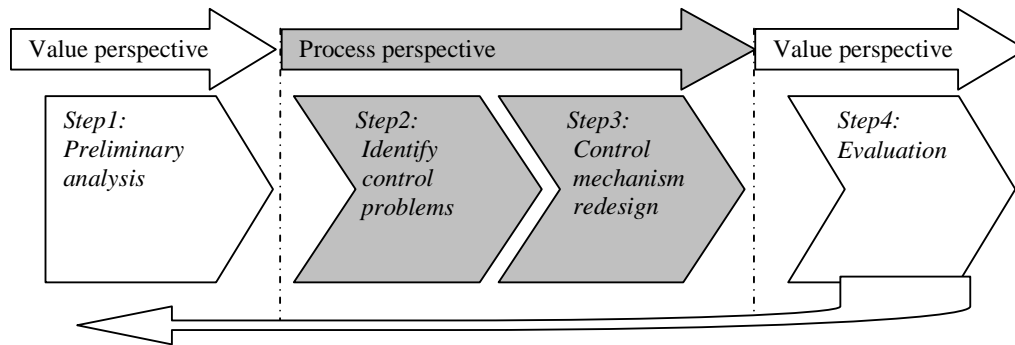 Value perspective
Process perspective
Value perspective
Step1:
Preliminary
analysis
Step2:
Identify
control
problems
Step3:
Control
mechanism
redesign
Step4:
Evaluation